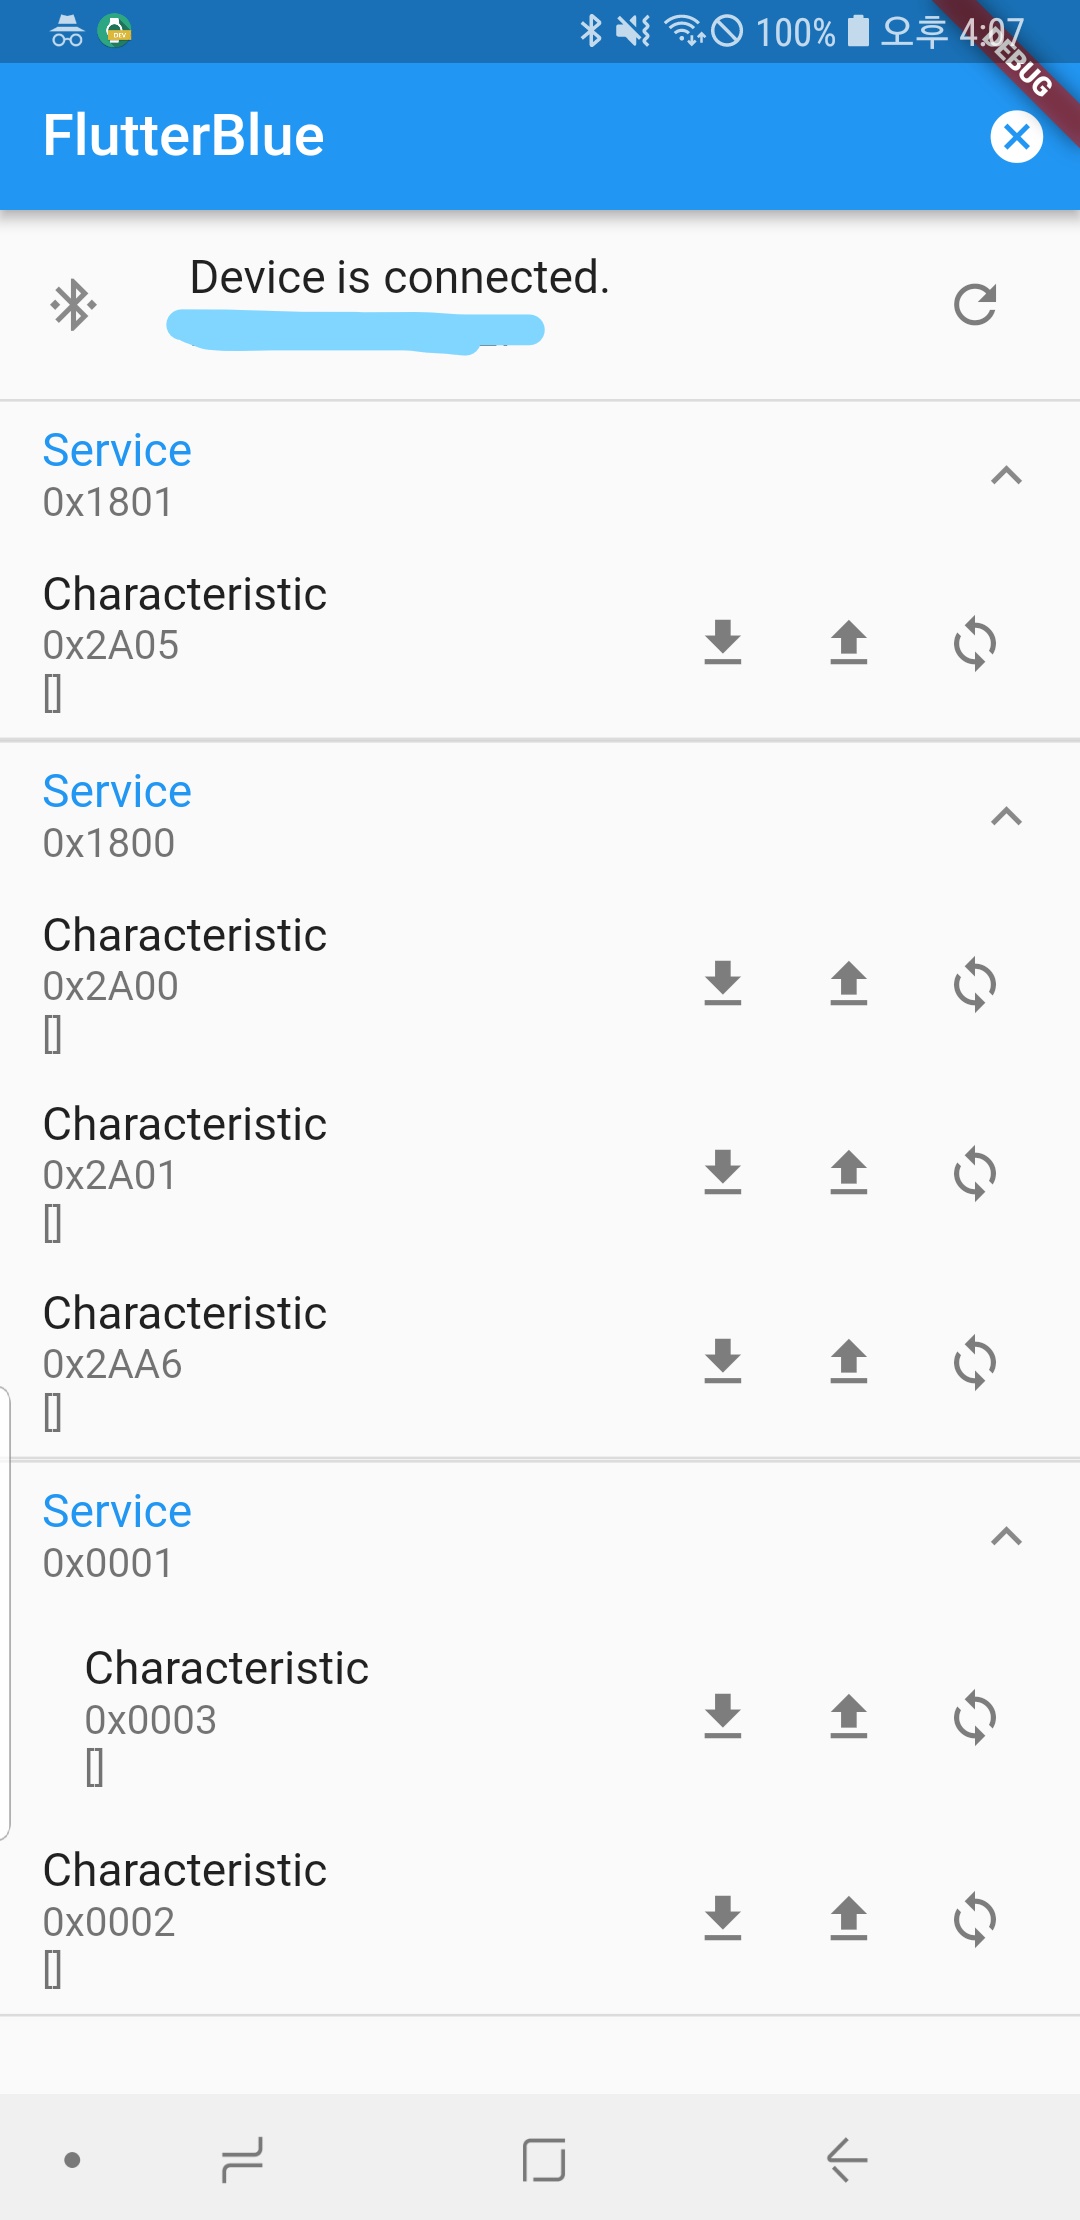 100% 오후 4:07
DEBUG
FlutterBlue
Device is connected.
Service
0x1801
Characteristic
0x2A05
[]
Service
0x1800
Characteristic
0x2A00
[]
Characteristic
0x2A01
[]
Characteristic
0x2AA6
[]
Service
0x0001
Characteristic
0x0003
[]
Characteristic
0x0002
[]